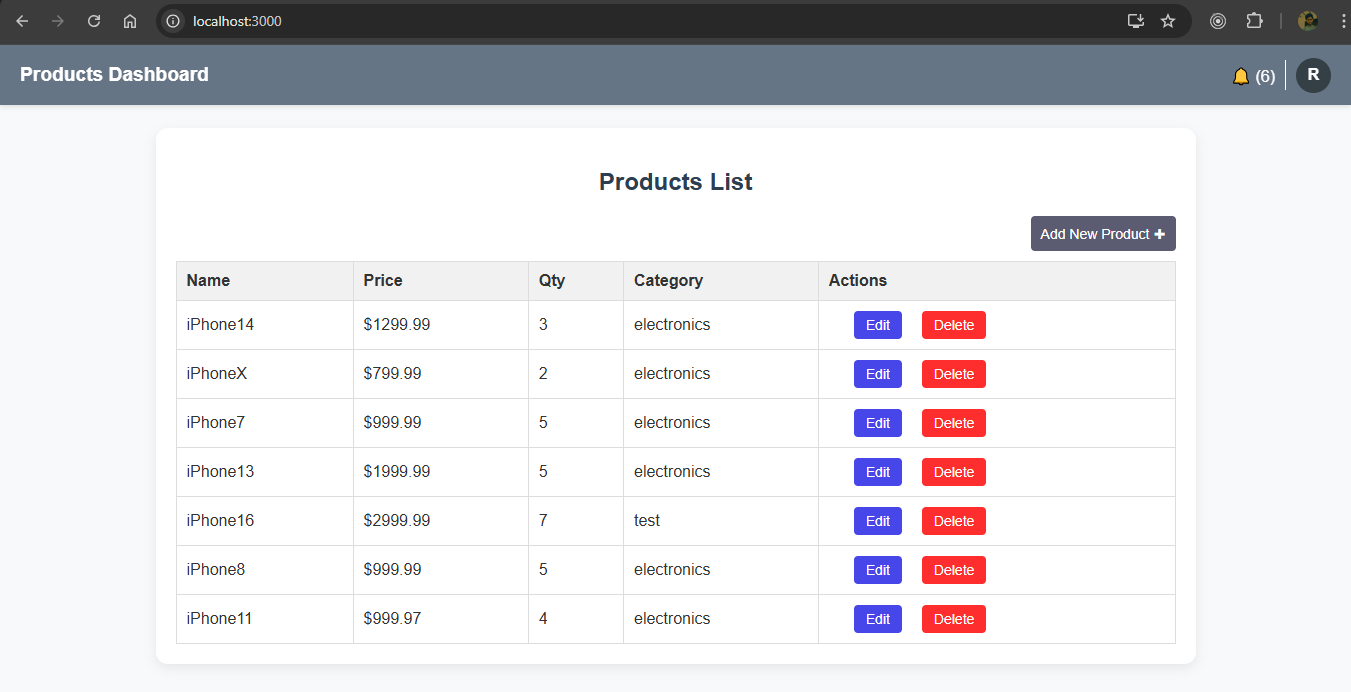 localhost:3000
Products Dashboard
🔔 (6)
R
Products List
Add New Product +
Name Price Qty Category Actions
iPhone14 $1299.99 3 electronics Edit Delete
iPhoneX $799.99 2 electronics Edit Delete
iPhone7 $999.99 5 electronics Edit Delete
iPhone13 $1999.99 5 electronics Edit Delete
iPhone16 $2999.99 7 test Edit Delete
iPhone8 $999.99 5 electronics Edit Delete
iPhone11 $999.97 4 electronics Edit Delete